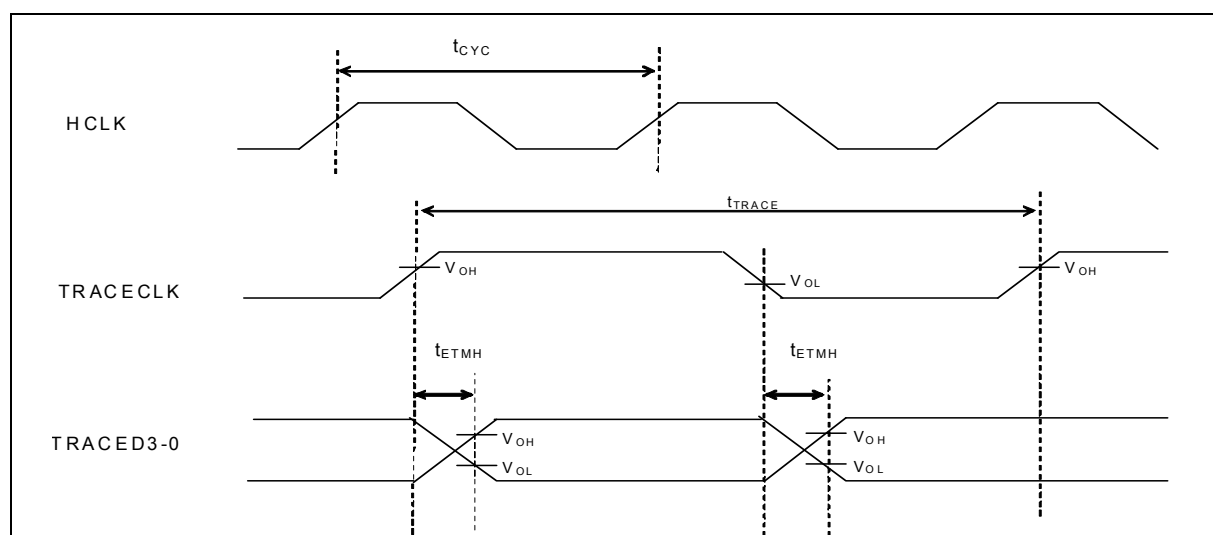 tCYC
HCLK
tTRACE
VOH
VOL
VOH
TRACECLK
tETMH
tETMH
TRACED3-0
VOH
VOH
VOL
VOL